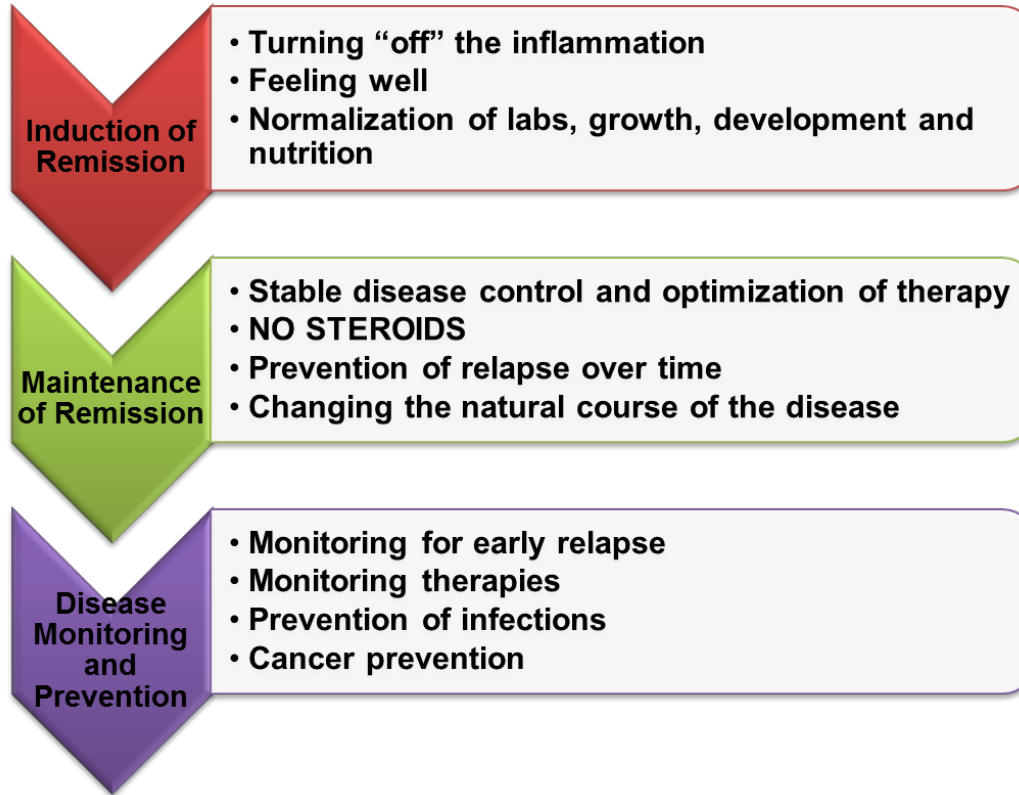 Induction of
Remission
• Turning “off” the inflammation
• Feeling well
• Normalization of labs, growth, development and
nutrition
Maintenance
of Remission
• Stable disease control and optimization of therapy
• NO STEROIDS
• Prevention of relapse over time
• Changing the natural course of the disease
Disease
Monitoring
and
Prevention
• Monitoring for early relapse
• Monitoring therapies
• Prevention of infections
• Cancer prevention